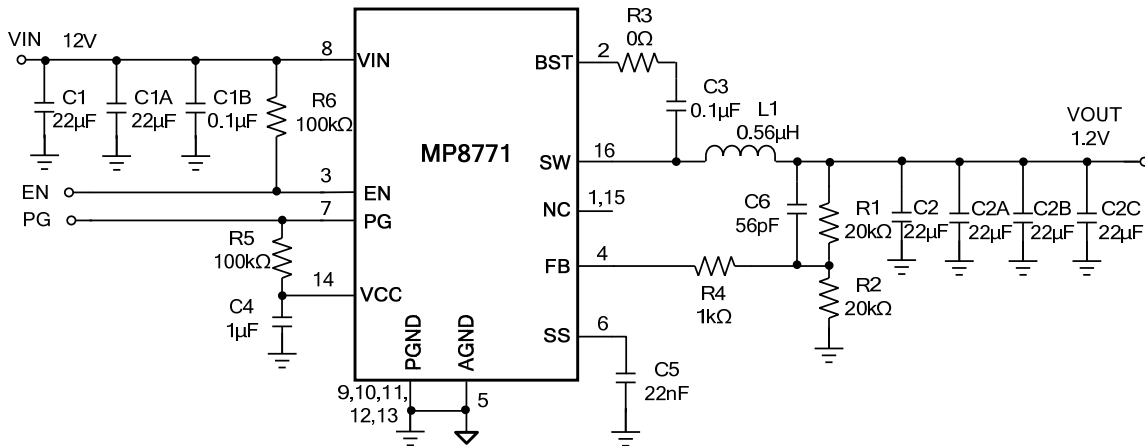 VIN 12V
8
VIN
C1
22µF
C1A
22µF
C1B
0.1µF
R6
100kΩ
EN
3
EN
PG
7
PG
R5
100kΩ
14
VCC
C4
1µF
MP8771
PGND
AGND
9,10,11,
12,13
5
BST
2
R3
0Ω
C3
0.1µF
SW
16
L1
0.56µH
NC
1,15
C6
56pF
R1
20kΩ
FB
4
R4
1kΩ
R2
20kΩ
SS
6
C5
22nF
VOUT
1.2V
C2
22µF
C2A
22µF
C2B
22µF
C2C
22µF